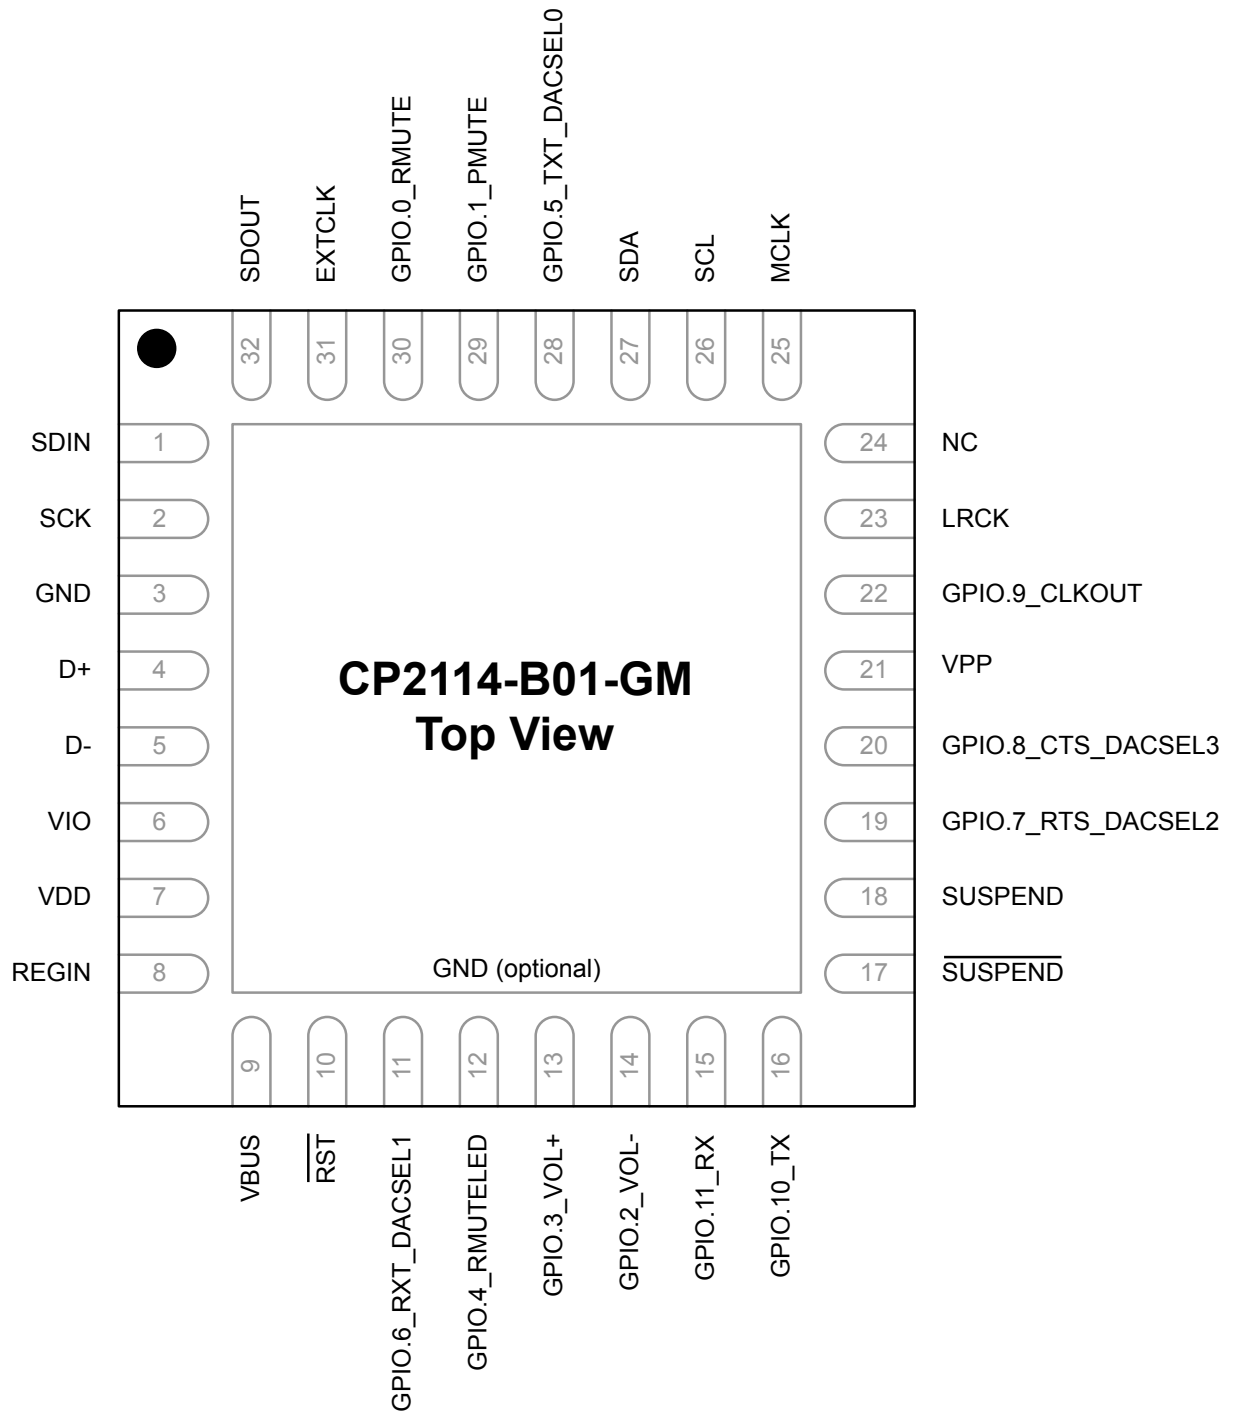 SDOUT
EXTCLK
GPIO.0_RMUTE
GPIO.1_PMUTE
GPIO.5_TXT_DACSEL0
SDA
SCL
MCLK
32
31
30
29
28
27
26
25
SDIN 1
SCK 2
GND 3
D+ 4
D- 5
VIO 6
VDD 7
REGIN 8
CP2114-B01-GM
Top View
GND (optional)
24 NC
23 LRCK
22 GPIO.9_CLKOUT
21 VPP
20 GPIO.8_CTS_DACSEL3
19 GPIO.7_RTS_DACSEL2
18 SUSPEND
17 SUSPEND
9
10
11
12
13
14
15
16
VBUS
RST
GPIO.6_RXT_DACSEL1
GPIO.4_RMUTELED
GPIO.3_VOL+
GPIO.2_VOL-
GPIO.11_RX
GPIO.10_TX